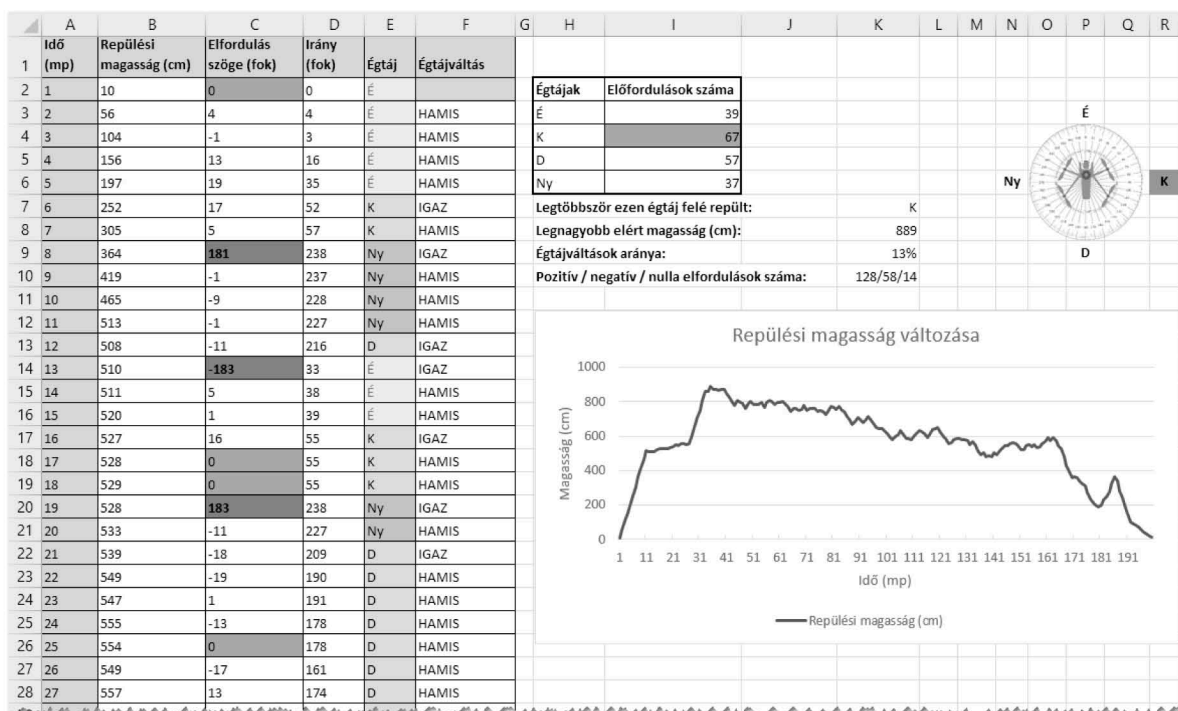 A B C D E F G H I J K L M N O P Q R
1 Idő (mp) Repülési magasság (cm) Elfordulás szöge (fok) Irány (fok) Égtáj Égtájváltás
2 1 10 0 0 É Égtájak Előfordulások száma
3 2 56 4 4 É HAMIS É 39 É
4 3 104 -1 3 É HAMIS K 67
5 4 156 13 16 É HAMIS D 57
6 5 197 19 35 É HAMIS Ny 37 Ny K
7 6 252 17 52 K IGAZ Legtöbbször ezen égtáj felé repült: K
8 7 305 5 57 K HAMIS Legnagyobb elért magasság (cm): 889
9 8 364 181 238 Ny IGAZ Égtájváltások aránya: 13% D
10 9 419 -1 237 Ny HAMIS Pozitív / negatív / nulla elfordulások száma: 128/58/14
11 10 465 -9 228 Ny HAMIS
12 11 513 -1 227 Ny HAMIS
13 12 508 -11 216 D IGAZ
14 13 510 -183 33 É IGAZ
15 14 511 5 38 É HAMIS
16 15 520 1 39 É HAMIS
17 16 527 16 55 K IGAZ
18 17 528 0 55 K HAMIS
19 18 529 0 55 K HAMIS
20 19 528 183 238 Ny IGAZ
21 20 533 -11 227 Ny HAMIS
22 21 539 -18 209 D IGAZ
23 22 549 -19 190 D HAMIS
24 23 547 1 191 D HAMIS
25 24 555 -13 178 D HAMIS
26 25 554 0 178 D HAMIS
27 26 549 -17 161 D HAMIS
28 27 557 13 174 D HAMIS
Repülési magasság változása
Magasság (cm)
1000
800
600
400
200
0
1 11 21 31 41 51 61 71 81 91 101 111 121 131 141 151 161 171 181 191
Idő (mp)
Repülési magasság (cm)